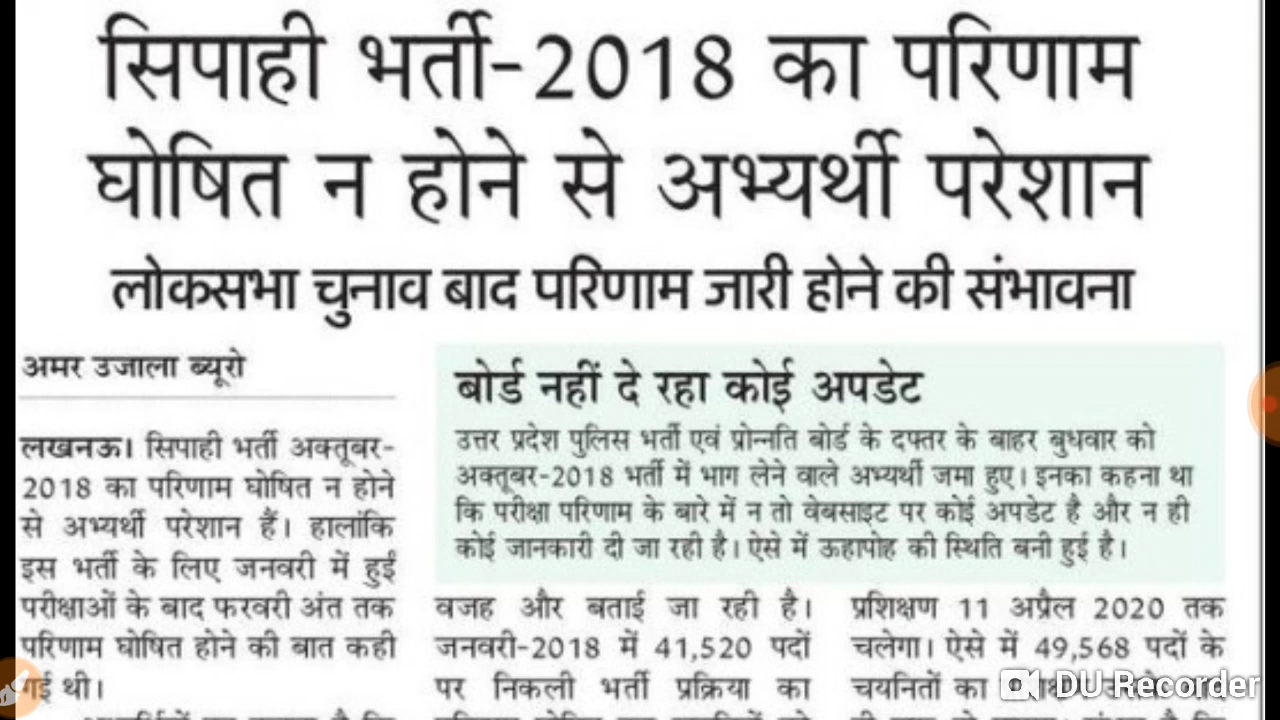 सिपाही भर्ती-2018 का परिणाम
घोषित न होने से अभ्यर्थी परेशान
लोकसभा चुनाव बाद परिणाम जारी होने की संभावना
अमर उजाला ब्यूरो
लखनऊ। सिपाही भर्ती अक्तूबर-
2018 का परिणाम घोषित न होने
से अभ्यर्थी परेशान हैं। हालांकि
इस भर्ती के लिए जनवरी में हुईं
परीक्षाओं के बाद फरवरी अंत तक
परिणाम घोषित होने की बात कही
गई थी।
बोर्ड नहीं दे रहा कोई अपडेट
उत्तर प्रदेश पुलिस भर्ती एवं प्रोन्नति बोर्ड के दफ्तर के बाहर बुधवार को
अक्तूबर-2018 भर्ती में भाग लेने वाले अभ्यर्थी जमा हुए। इनका कहना था
कि परीक्षा परिणाम के बारे में न तो वेबसाइट पर कोई अपडेट है और न ही
कोई जानकारी दी जा रही है। ऐसे में ऊहापोह की स्थिति बनी हुई है।
वजह और बताई जा रही है।
जनवरी-2018 में 41,520 पदों
पर निकली भर्ती प्रक्रिया का
प्रशिक्षण 11 अप्रैल 2020 तक
चलेगा। ऐसे में 49,568 पदों के
चयनितों का
DU Recorder